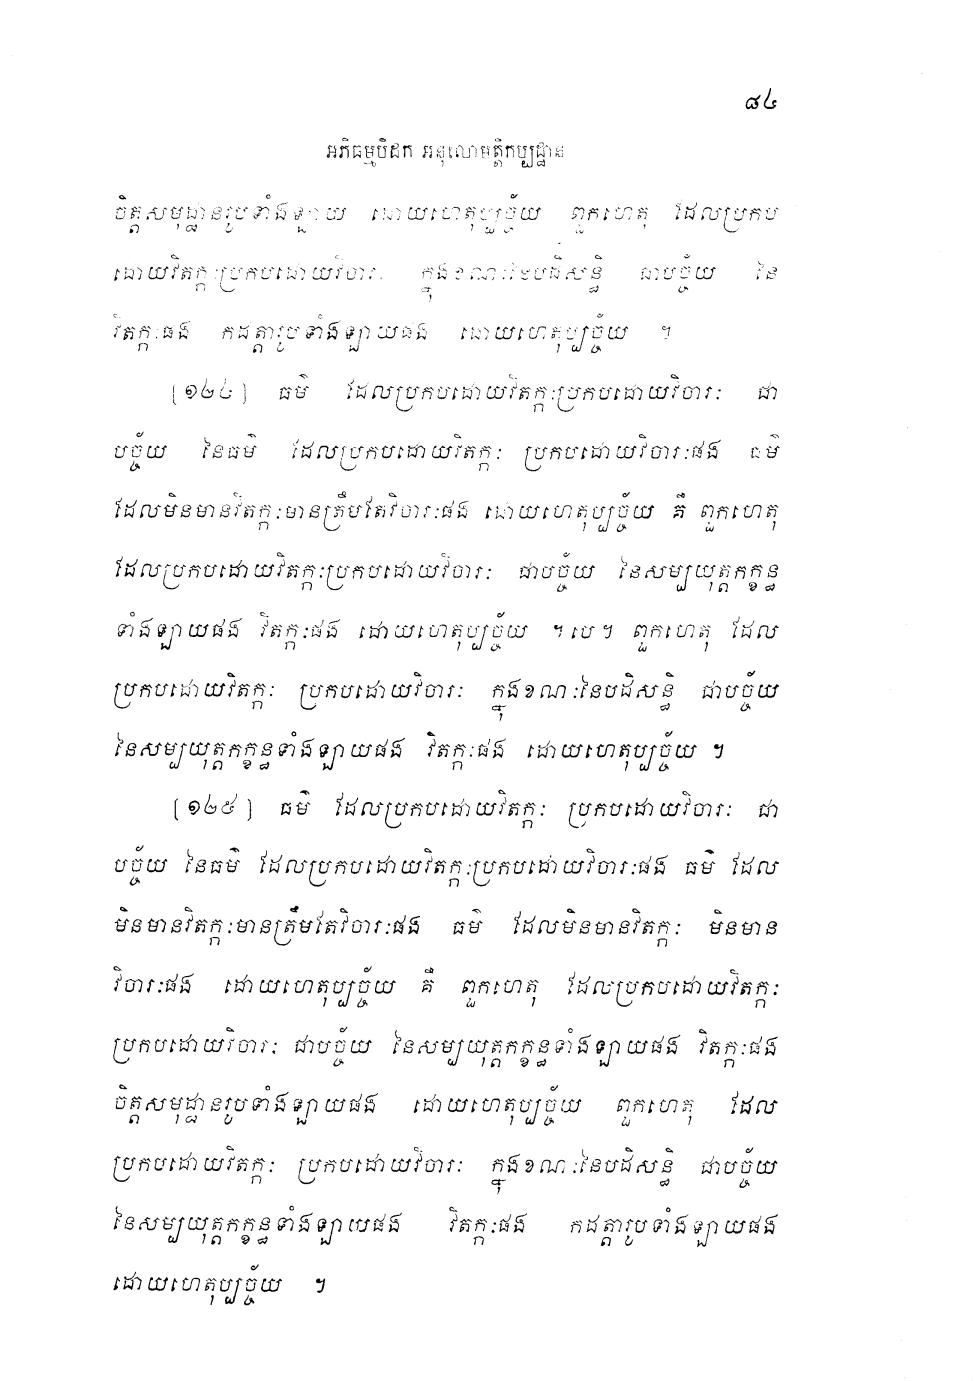 ៨៤
អភិធម្មបិដក អនុលោមត្តិកប្បដ្ឋាន
ចិត្តសមុដ្ឋានរូបទាំងឡាយ ដោយហេតុប្បច្ច័យ ពួកហេតុ ដែលប្រកប
ដោយវិតក្កៈប្រកបដោយវិចារៈ ក្នុងខណៈនៃបដិសន្ធិ ជាបច្ច័យ នៃ
វិតក្កៈផង កដត្តារូបទាំងឡាយផង ដោយហេតុប្បច្ច័យ ។
[១២៤] ធម៌ ដែលប្រកបដោយវិតក្កៈប្រកបដោយវិចារៈ ជា
បច្ច័យ នៃធម៌ ដែលប្រកបដោយវិតក្កៈ ប្រកបដោយវិចារៈផង ធម៌
ដែលមិនមានវិតក្កៈមានត្រឹមតែវិចារៈផង ដោយហេតុប្បច្ច័យ គឺ ពួកហេតុ
ដែលប្រកបដោយវិតក្កៈប្រកបដោយវិចារៈ ជាបច្ច័យ នៃសម្បយុត្តកក្ខន្ធ
ទាំងឡាយផង វិតក្កៈផង ដោយហេតុប្បច្ច័យ ។បេ។ ពួកហេតុ ដែល
ប្រកបដោយវិតក្កៈ ប្រកបដោយវិចារៈ ក្នុងខណៈនៃបដិសន្ធិ ជាបច្ច័យ
នៃសម្បយុត្តកក្ខន្ធទាំងឡាយផង វិតក្កៈផង ដោយហេតុប្បច្ច័យ ។
[១២៥] ធម៌ ដែលប្រកបដោយវិតក្កៈ ប្រកបដោយវិចារៈ ជា
បច្ច័យ នៃធម៌ ដែលប្រកបដោយវិតក្កៈប្រកបដោយវិចារៈផង ធម៌ ដែល
មិនមានវិតក្កៈមានត្រឹមតែវិចារៈផង ធម៌ ដែលមិនមានវិតក្កៈ មិនមាន
វិចារៈផង ដោយហេតុប្បច្ច័យ គឺ ពួកហេតុ ដែលប្រកបដោយវិតក្កៈ
ប្រកបដោយវិចារៈ ជាបច្ច័យ នៃសម្បយុត្តកក្ខន្ធទាំងឡាយផង វិតក្កៈផង
ចិត្តសមុដ្ឋានរូបទាំងឡាយផង ដោយហេតុប្បច្ច័យ ពួកហេតុ ដែល
ប្រកបដោយវិតក្កៈ ប្រកបដោយវិចារៈ ក្នុងខណៈនៃបដិសន្ធិ ជាបច្ច័យ
នៃសម្បយុត្តកក្ខន្ធទាំងឡាយផង វិតក្កៈផង កដត្តារូបទាំងឡាយផង
ដោយហេតុប្បច្ច័យ ។